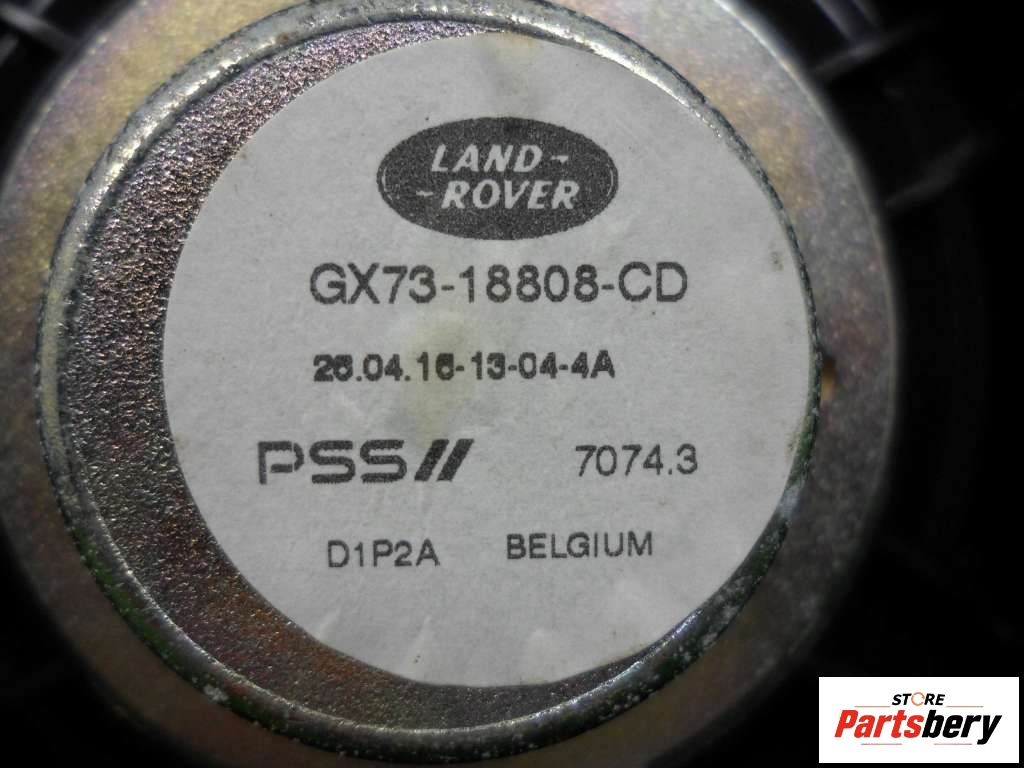 LAND-
-ROVER
GX73-18808-CD
26.04.16-13-04-4A
PSS//
7074.3
D1P2A BELGIUM
STORE
Partsbery